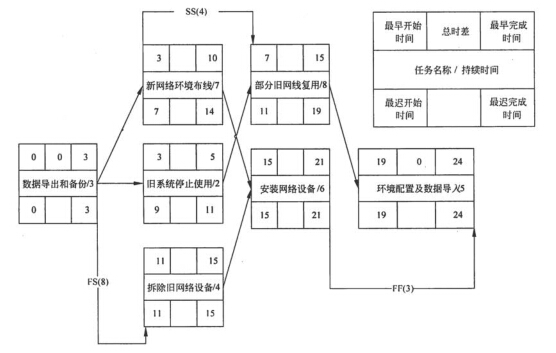 SS(4)
3 10
新网络环境布线/7
7 14
7 15
部分旧网线复用/8
11 19
最早开始时间
总时差
最早完成时间
任务名称 / 持续时间
最迟开始时间
最迟完成时间
0 0 3
数据导出和备份/3
0 3
3 5
旧系统停止使用/2
9 11
15 21
安装网络设备/6
15 21
19 0 24
环境配置及数据导入5
19 24
11 15
拆除旧网络设备/4
11 15
FS(8)
FF(3)